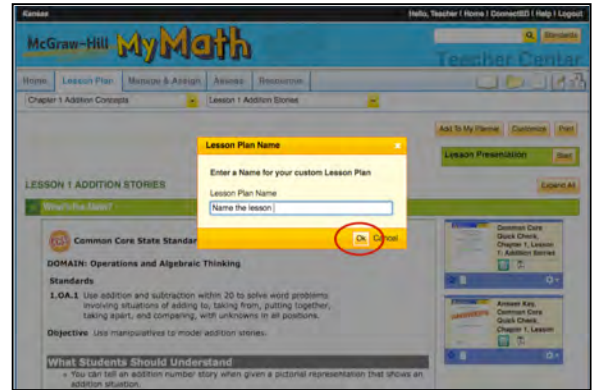 Kansas
Hello, Teacher | Home | ConnectED | Help | Logout
McGraw-Hill My Math
Standards
Teacher Center
Home Lesson Plan Manage & Assign Assess Resources
Chapter 1 Addition Concepts Lesson 1 Addition Stories
Add To My Planner Customize Print
Lesson Plan Name
Lesson Presentation Start
Enter a Name for your custom Lesson Plan
LESSON 1 ADDITION STORIES
Expand All
Lesson Plan Name
Name the lesson
Ok Cancel
Common Core State Standar
Common Core
Quick Check,
Chapter 1, Lesson
1: Addition Stories
DOMAIN: Operations and Algebraic Thinking
Standards
1.OA.1 Use addition and subtraction within 20 to solve word problems
involving situations of adding to, taking from, putting together,
taking apart, and comparing, with unknowns in all positions.
Answer Key,
Common Core
Quick Check,
Chapter 1, Lesson
Objective Use manipulatives to model addition stories.
What Students Should Understand
You can tell an addition number story when given a pictorial representation that shows an
addition situation.